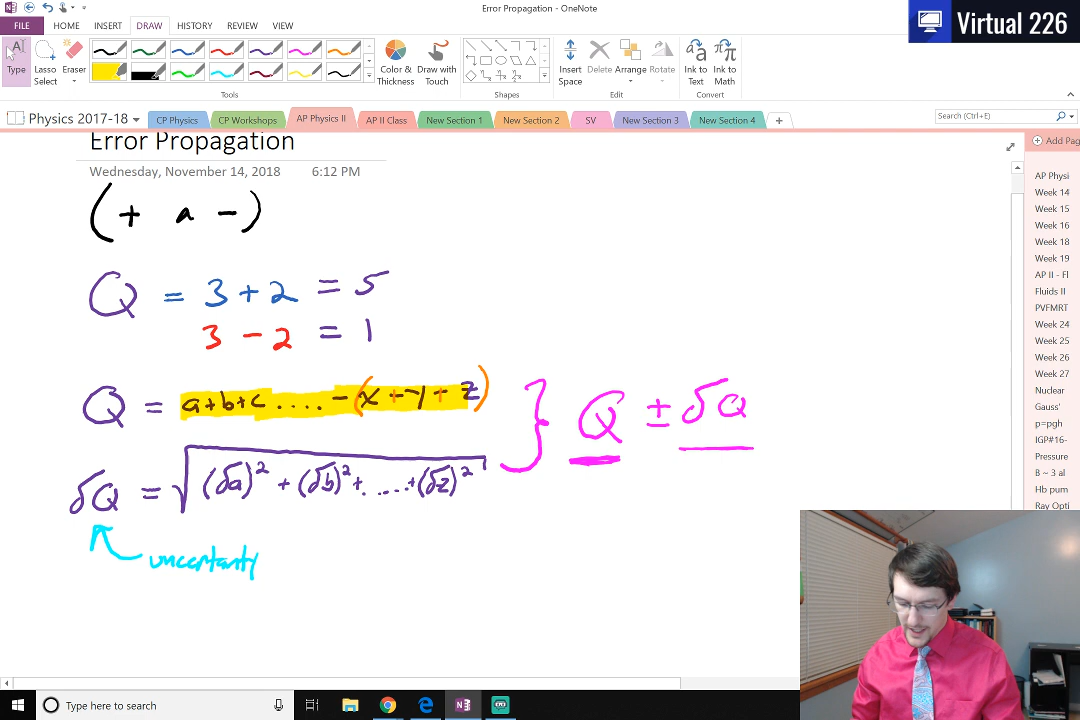 Error Propagation - OneNote
Virtual 226
FILE HOME INSERT DRAW HISTORY REVIEW VIEW
Type
Lasso Select
Eraser
Color & Thickness
Draw with Touch
Insert Space
Delete
Arrange
Rotate
Ink to Text
Ink to Math
Tools Shapes Edit Convert
Physics 2017-18 CP Physics CP Workshops AP Physics II AP II Class New Section 1 New Section 2 SV New Section 3 New Section 4 +
Search (Ctrl+E)
Error Propagation
Wednesday, November 14, 2018 6:12 PM
(+ a -)
Q = 3 + 2 = 5
3 - 2 = 1
Q = a+b+c .... - (x + y + z)
δQ = √(δa)² + (δb)² + ..... + (δz)²
} Q ± δQ
uncertanty
Add Pag
AP Physi
Week 14
Week 15
Week 16
Week 18
Week 19
AP II - Fl
Fluids II
PVFMRT
Week 24
Week 25
Week 26
Week 27
Nuclear
Gauss'
p=pgh
IGP#16-
Pressure
B ~ 3 al
Hb pum
Ray Opti
Type here to search